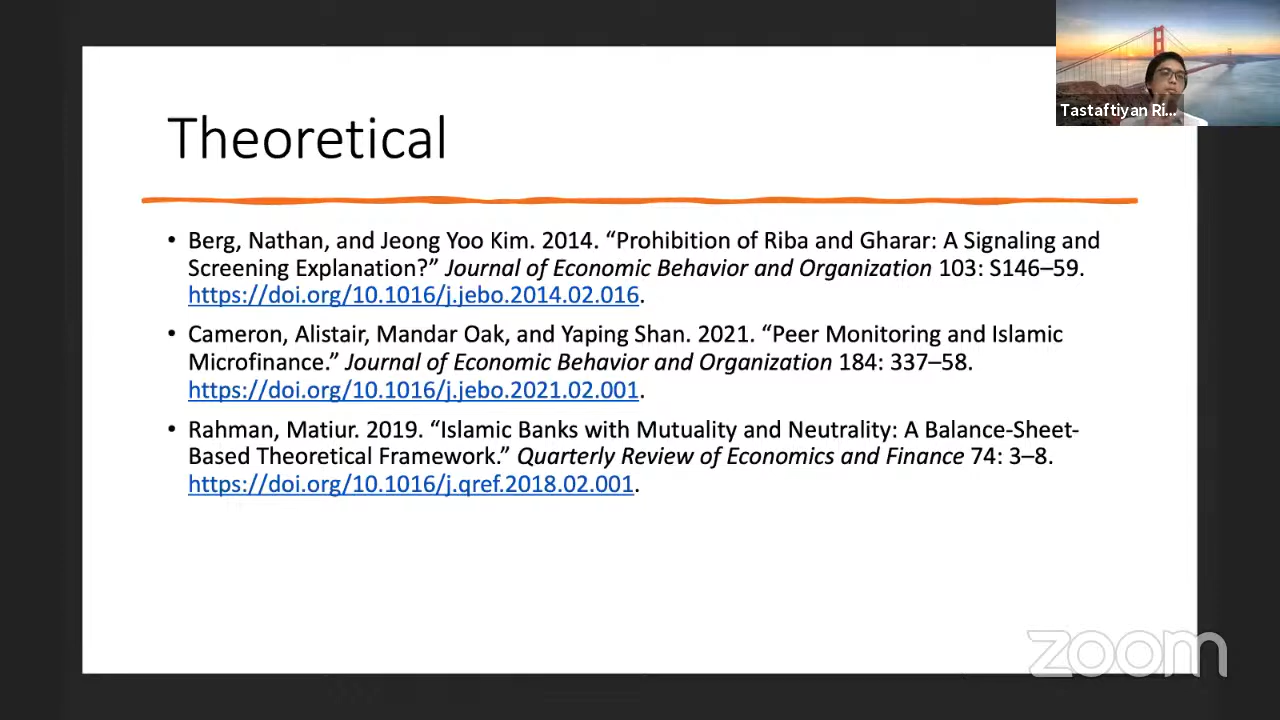 Theoretical
Tastaftiyan Ri...
• Berg, Nathan, and Jeong Yoo Kim. 2014. “Prohibition of Riba and Gharar: A Signaling and
Screening Explanation?” Journal of Economic Behavior and Organization 103: S146–59.
https://doi.org/10.1016/j.jebo.2014.02.016.
• Cameron, Alistair, Mandar Oak, and Yaping Shan. 2021. “Peer Monitoring and Islamic
Microfinance.” Journal of Economic Behavior and Organization 184: 337–58.
https://doi.org/10.1016/j.jebo.2021.02.001.
• Rahman, Matiur. 2019. “Islamic Banks with Mutuality and Neutrality: A Balance-Sheet-
Based Theoretical Framework.” Quarterly Review of Economics and Finance 74: 3–8.
https://doi.org/10.1016/j.qref.2018.02.001.
zoom